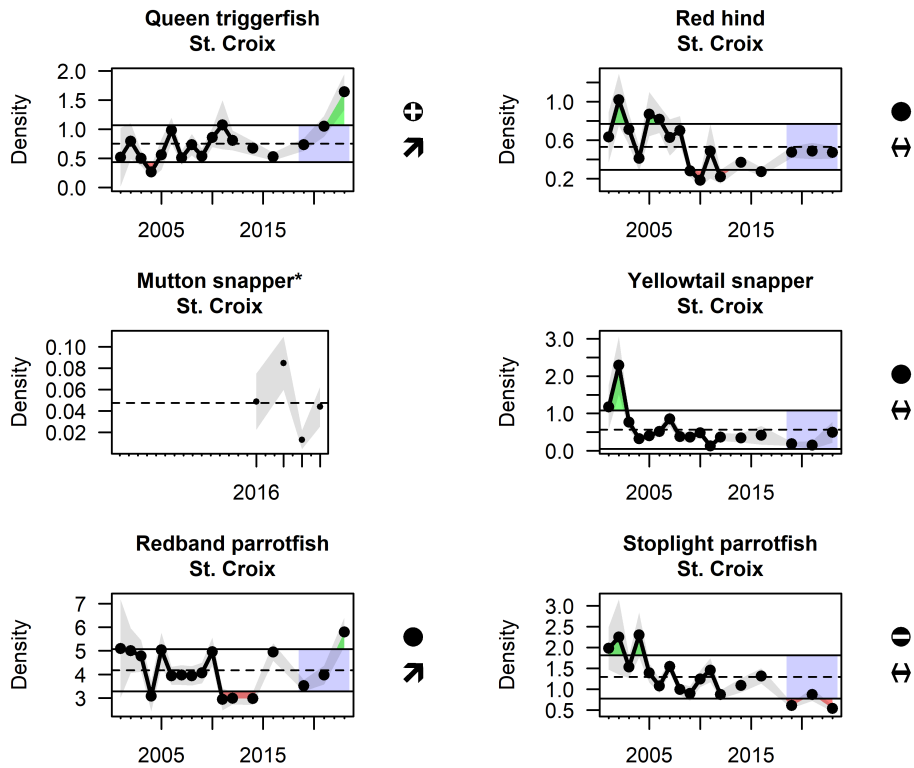 Queen triggerfish
St. Croix
Density
2.0
1.5
1.0
0.5
0.0
2005 2015
Red hind
St. Croix
Density
1.0
0.6
0.2
2005 2015
Mutton snapper*
St. Croix
Density
0.10
0.08
0.06
0.04
0.02
2016
Yellowtail snapper
St. Croix
Density
3.0
2.0
1.0
0.0
2005 2015
Redband parrotfish
St. Croix
Density
7
6
5
4
3
2005 2015
Stoplight parrotfish
St. Croix
Density
3.0
2.5
2.0
1.5
1.0
0.5
2005 2015